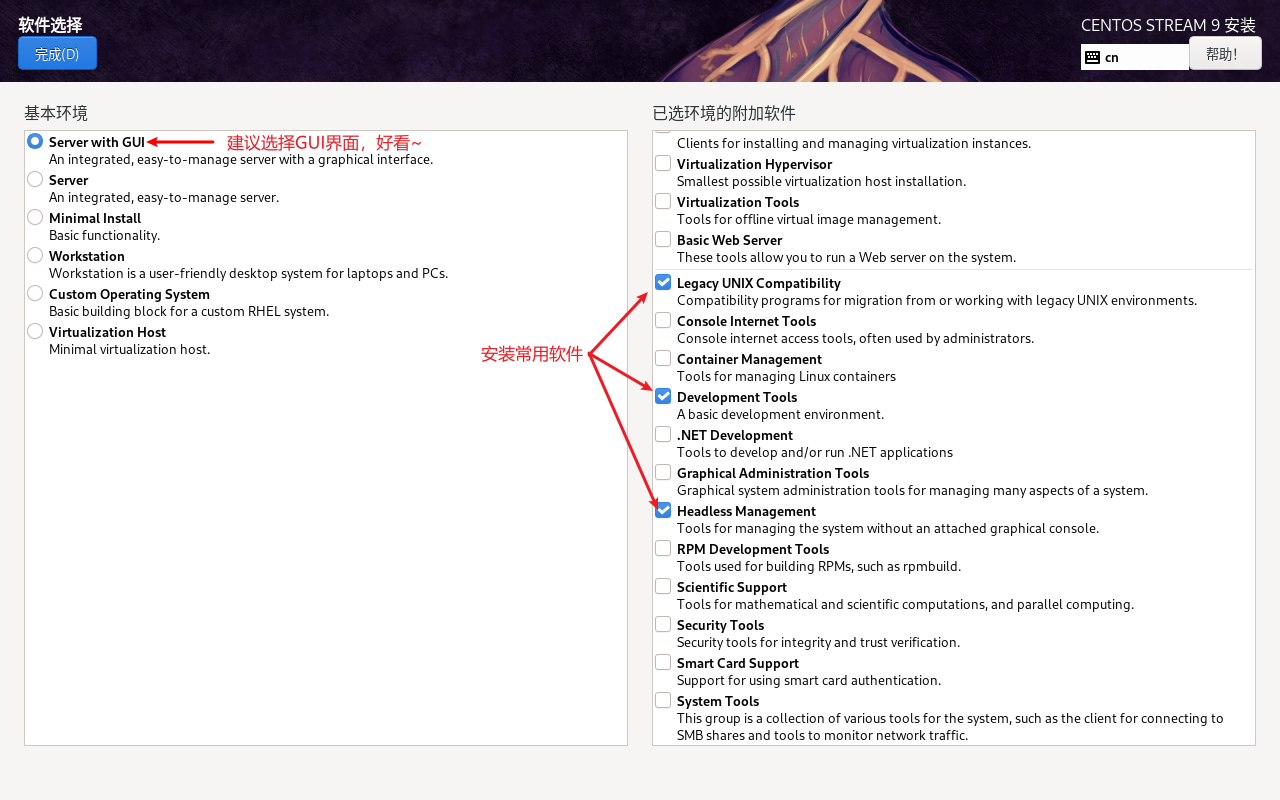 软件选择
完成(D)
CENTOS STREAM 9 安装
cn
帮助！
基本环境
Server with GUI
建议选择GUI界面，好看~
An integrated, easy-to-manage server with a graphical interface.
Server
An integrated, easy-to-manage server.
Minimal Install
Basic functionality.
Workstation
Workstation is a user-friendly desktop system for laptops and PCs.
Custom Operating System
Basic building block for a custom RHEL system.
Virtualization Host
Minimal virtualization host.
安装常用软件
已选环境的附加软件
Clients for installing and managing virtualization instances.
Virtualization Hypervisor
Smallest possible virtualization host installation.
Virtualization Tools
Tools for offline virtual image management.
Basic Web Server
These tools allow you to run a Web server on the system.
Legacy UNIX Compatibility
Compatibility programs for migration from or working with legacy UNIX environments.
Console Internet Tools
Console internet access tools, often used by administrators.
Container Management
Tools for managing Linux containers
Development Tools
A basic development environment.
.NET Development
Tools to develop and/or run .NET applications
Graphical Administration Tools
Graphical system administration tools for managing many aspects of a system.
Headless Management
Tools for managing the system without an attached graphical console.
RPM Development Tools
Tools used for building RPMs, such as rpmbuild.
Scientific Support
Tools for mathematical and scientific computations, and parallel computing.
Security Tools
Security tools for integrity and trust verification.
Smart Card Support
Support for using smart card authentication.
System Tools
This group is a collection of various tools for the system, such as the client for connecting to
SMB shares and tools to monitor network traffic.